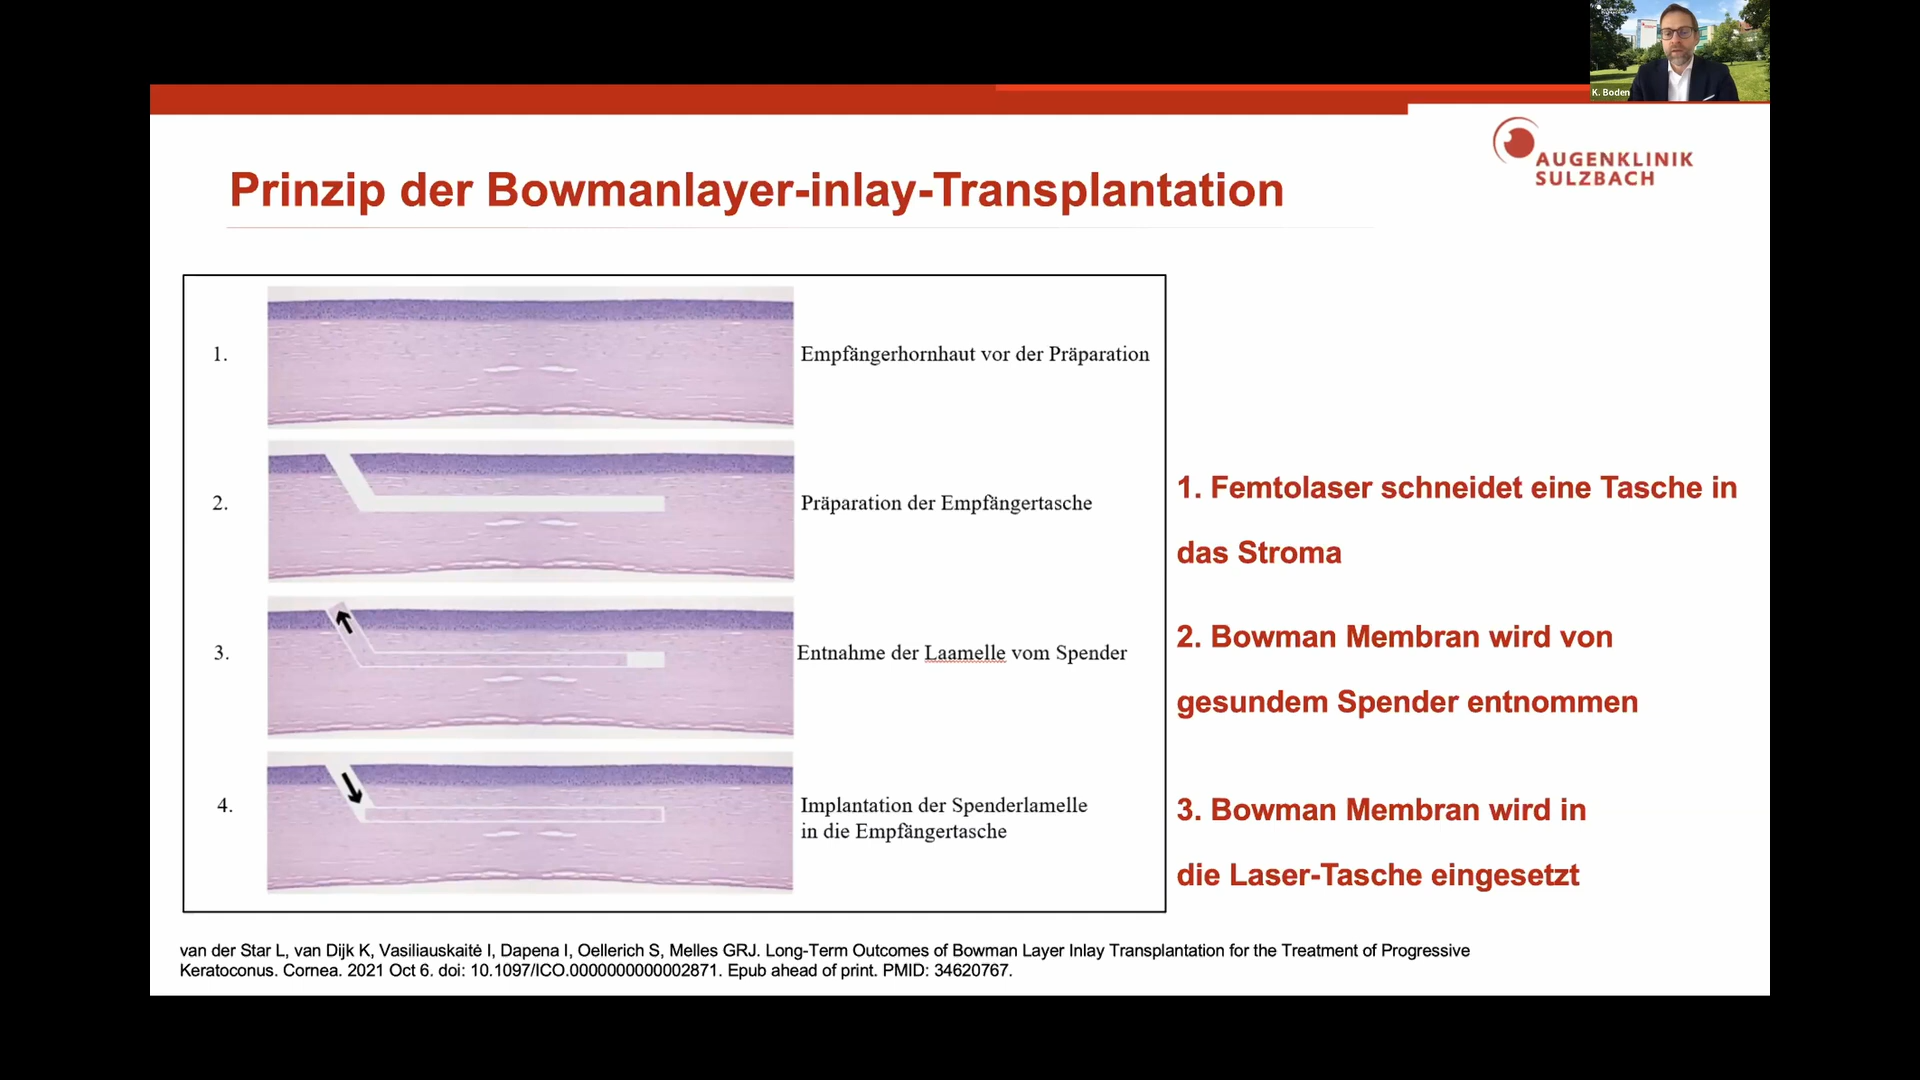 K. Boden
AUGENKLINIK
SULZBACH
Prinzip der Bowmanlayer-inlay-Transplantation
1.
Empfängerhornhaut vor der Präparation
2.
Präparation der Empfängertasche
3.
Entnahme der Laamelle vom Spender
4.
Implantation der Spenderlamelle
in die Empfängertasche
1. Femtolaser schneidet eine Tasche in
das Stroma
2. Bowman Membran wird von
gesundem Spender entnommen
3. Bowman Membran wird in
die Laser-Tasche eingesetzt
van der Star L, van Dijk K, Vasiliauskaitė I, Dapena I, Oellerich S, Melles GRJ. Long-Term Outcomes of Bowman Layer Inlay Transplantation for the Treatment of Progressive
Keratoconus. Cornea. 2021 Oct 6. doi: 10.1097/ICO.0000000000002871. Epub ahead of print. PMID: 34620767.